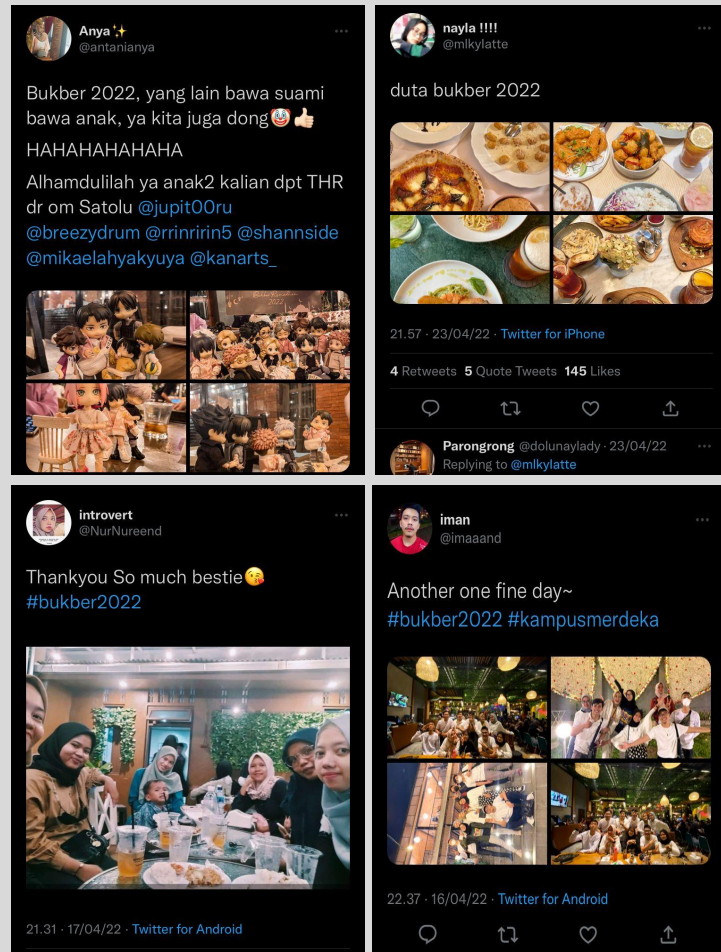 Anya✨
@antanianya
Bukber 2022, yang lain bawa suami
bawa anak, ya kita juga dong🤡👍🏻
HAHAHAHAHAHA
Alhamdulilah ya anak2 kalian dpt THR
dr om Satolu @jupit00ru
@breezydrum @rrinririn5 @shannside
@mikaelahyakyuya @kanarts_
nayla !!!!
@mlkylatte
duta bukber 2022
21.57 · 23/04/22 · Twitter for iPhone
4 Retweets 5 Quote Tweets 145 Likes
Parongrong @dolunaylady · 23/04/22
Replying to @mlkylatte
introvert
@NurNureend
Thankyou So much bestie😘
#bukber2022
21.31 · 17/04/22 · Twitter for Android
iman
@imaaand
Another one fine day~
#bukber2022 #kampusmerdeka
22.37 · 16/04/22 · Twitter for Android